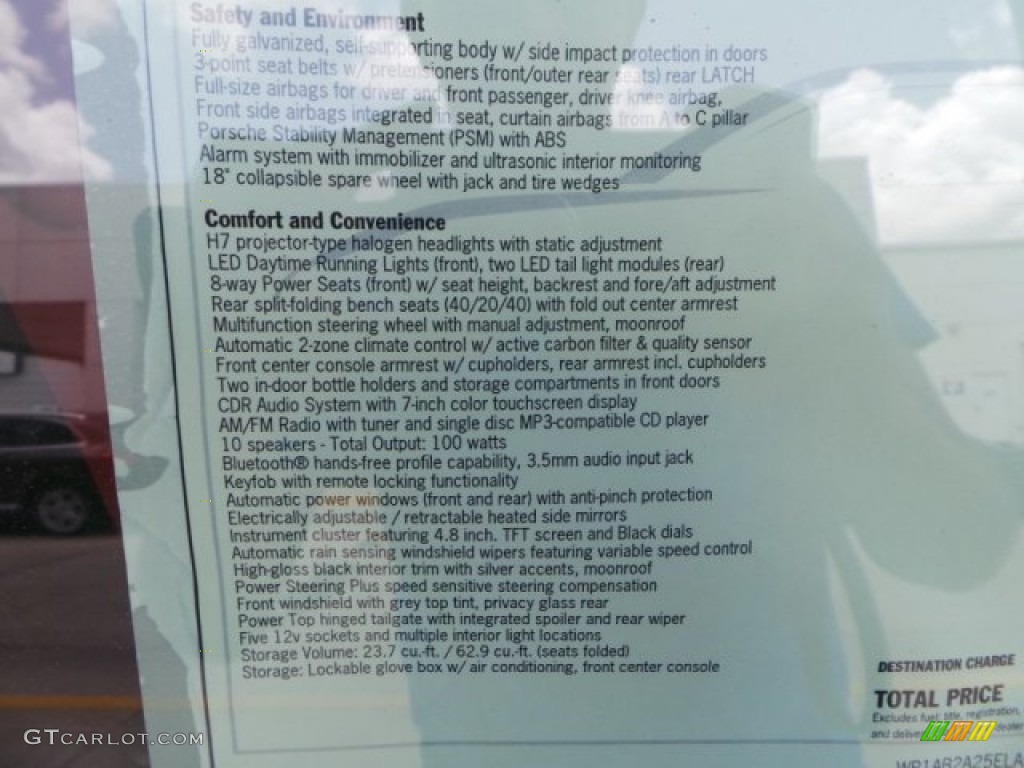 Safety and Environment
Fully galvanized, self-supporting body w/ side impact protection in doors
3-point seat belts w/ pretensioners (front/outer rear seats) rear LATCH
Full-size airbags for driver and front passenger, driver knee airbag,
Front side airbags integrated in seat, curtain airbags from A to C pillar
Porsche Stability Management (PSM) with ABS
Alarm system with immobilizer and ultrasonic interior monitoring
18" collapsible spare wheel with jack and tire wedges
Comfort and Convenience
H7 projector-type halogen headlights with static adjustment
LED Daytime Running Lights (front), two LED tail light modules (rear)
8-way Power Seats (front) w/ seat height, backrest and fore/aft adjustment
Rear split-folding bench seats (40/20/40) with fold out center armrest
Multifunction steering wheel with manual adjustment, moonroof
Automatic 2-zone climate control w/ active carbon filter & quality sensor
Front center console armrest w/ cupholders, rear armrest incl. cupholders
Two in-door bottle holders and storage compartments in front doors
CDR Audio System with 7-inch color touchscreen display
AM/FM Radio with tuner and single disc MP3-compatible CD player
10 speakers - Total Output: 100 watts
Bluetooth® hands-free profile capability, 3.5mm audio input jack
Keyfob with remote locking functionality
Automatic power windows (front and rear) with anti-pinch protection
Electrically adjustable / retractable heated side mirrors
Instrument cluster featuring 4.8 inch. TFT screen and Black dials
Automatic rain sensing windshield wipers featuring variable speed control
High-gloss black interior trim with silver accents, moonroof
Power Steering Plus speed sensitive steering compensation
Front windshield with grey top tint, privacy glass rear
Power Top hinged tailgate with integrated spoiler and rear wiper
Five 12v sockets and multiple interior light locations
Storage Volume: 23.7 cu.-ft. / 62.9 cu.-ft. (seats folded)
Storage: Lockable glove box w/ air conditioning, front center console
DESTINATION CHARGE
TOTAL PRICE
Excludes fuel, title, registration,
and dealer
WP1AB2A25ELA
GTCARLOT.COM